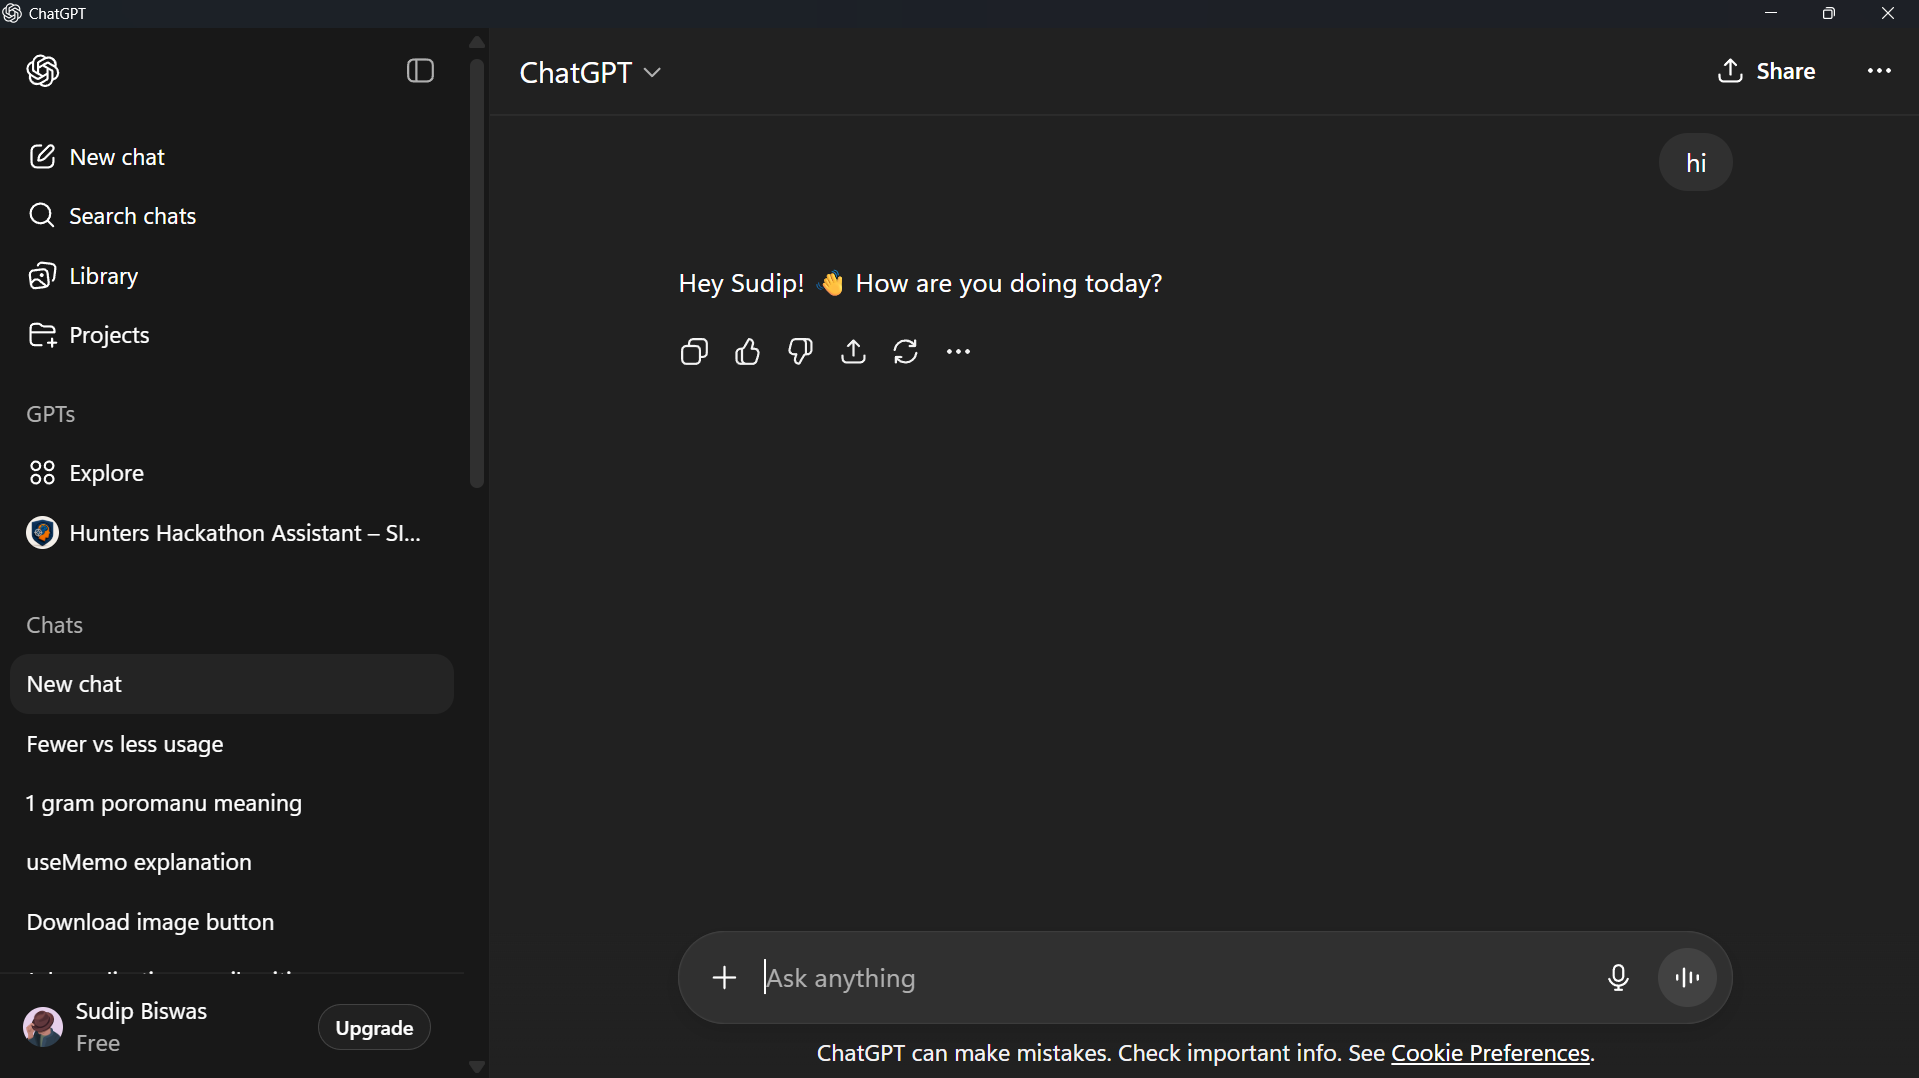 ChatGPT
New chat
Search chats
Library
Projects
GPTs
Explore
Hunters Hackathon Assistant – SI...
Chats
New chat
Fewer vs less usage
1 gram poromanu meaning
useMemo explanation
Download image button
Sudip Biswas
Free
Upgrade
ChatGPT
Share
hi
Hey Sudip! 👋 How are you doing today?
Ask anything
ChatGPT can make mistakes. Check important info. See Cookie Preferences.